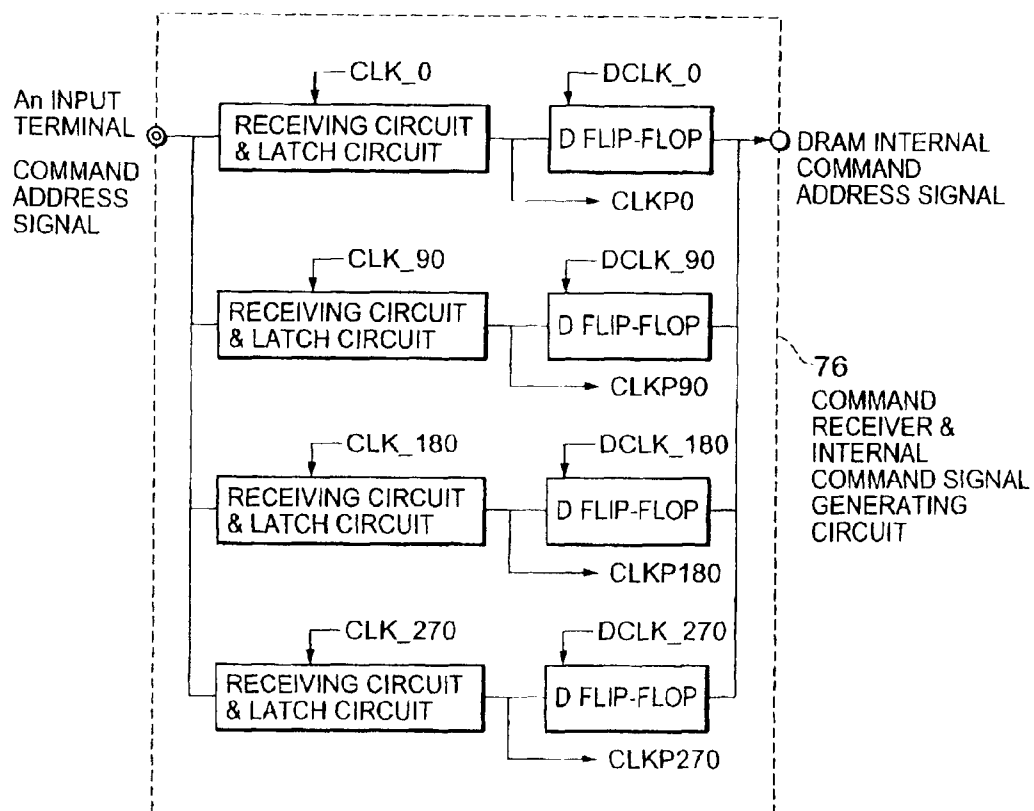 An INPUT
TERMINAL
COMMAND
ADDRESS
SIGNAL
CLK_0
DCLK_0
RECEIVING CIRCUIT
& LATCH CIRCUIT
D FLIP-FLOP
CLKP0
DRAM INTERNAL
COMMAND
ADDRESS SIGNAL
CLK_90
DCLK_90
RECEIVING CIRCUIT
& LATCH CIRCUIT
D FLIP-FLOP
CLKP90
76
COMMAND
RECEIVER &
INTERNAL
COMMAND SIGNAL
GENERATING
CIRCUIT
CLK_180
DCLK_180
RECEIVING CIRCUIT
& LATCH CIRCUIT
D FLIP-FLOP
CLKP180
CLK_270
DCLK_270
RECEIVING CIRCUIT
& LATCH CIRCUIT
D FLIP-FLOP
CLKP270